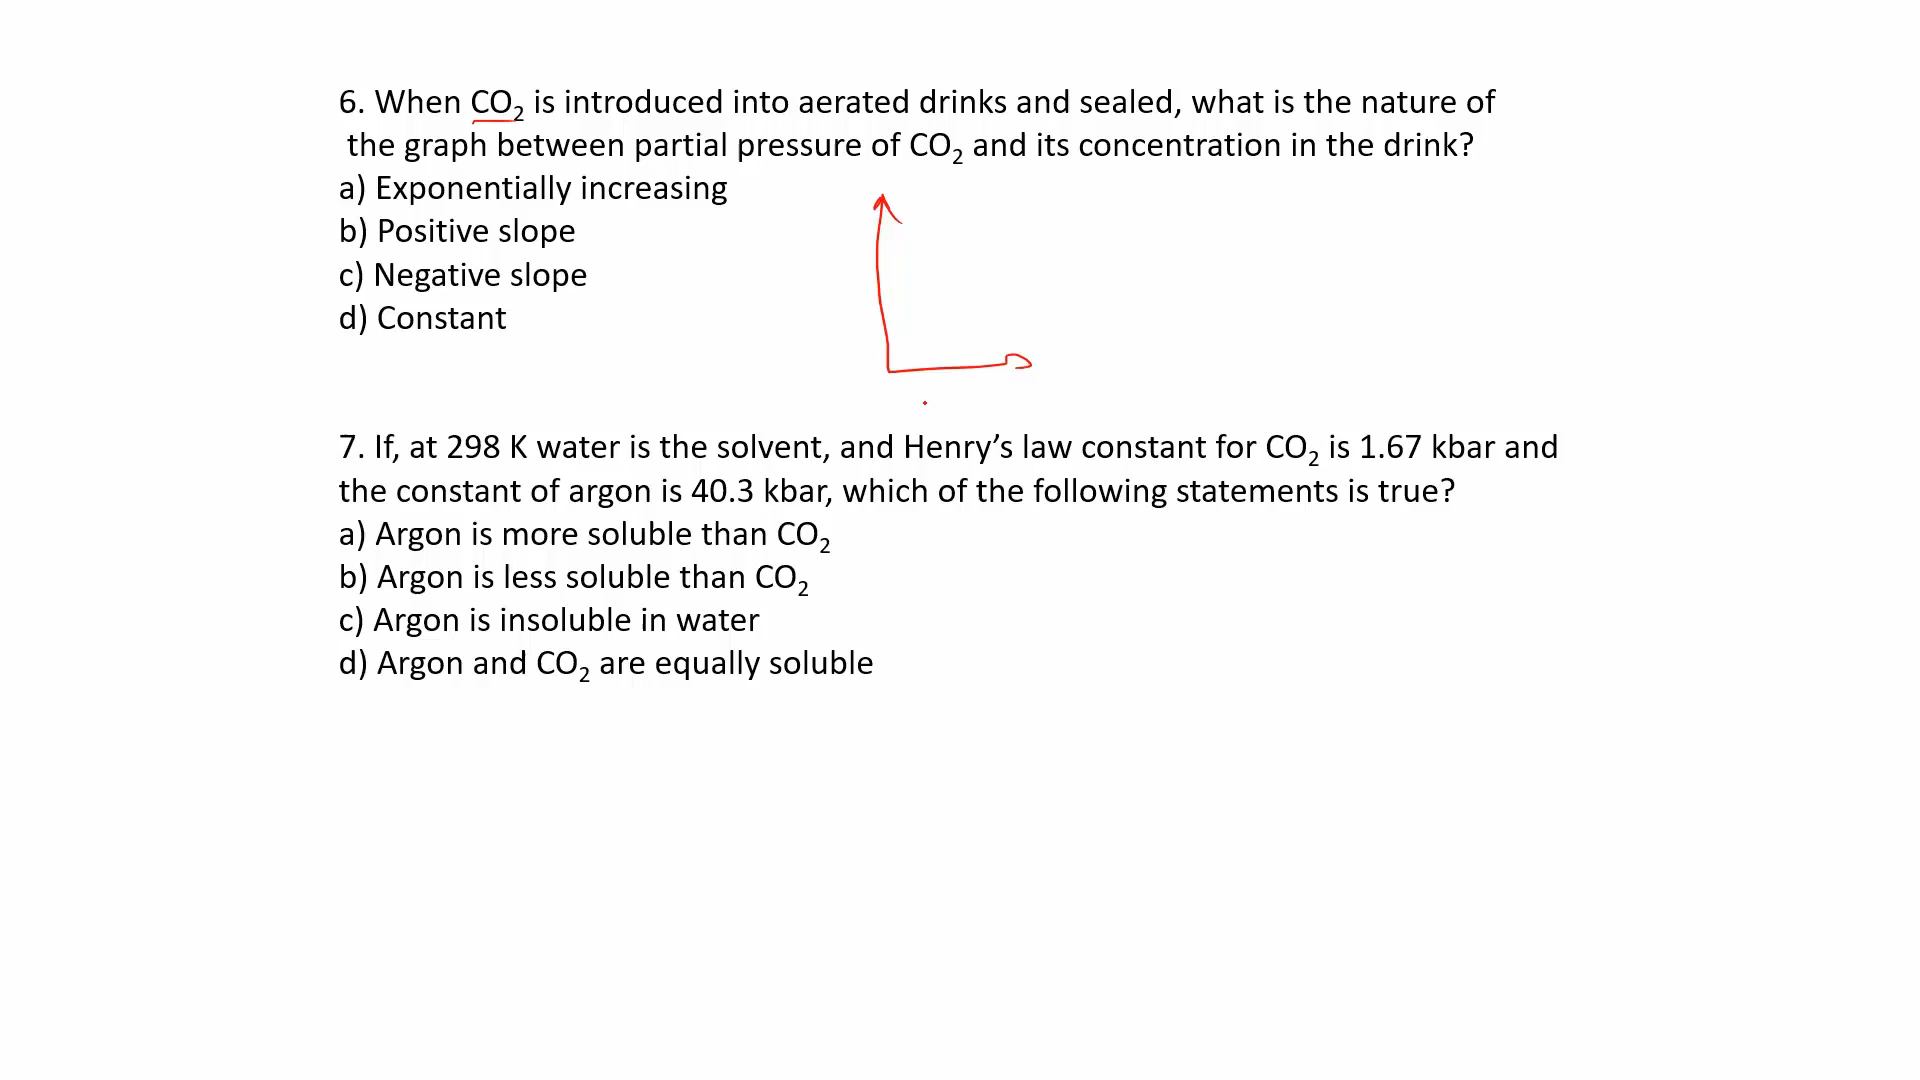 6. When CO₂ is introduced into aerated drinks and sealed, what is the nature of
the graph between partial pressure of CO₂ and its concentration in the drink?
a) Exponentially increasing
b) Positive slope
c) Negative slope
d) Constant
7. If, at 298 K water is the solvent, and Henry’s law constant for CO₂ is 1.67 kbar and
the constant of argon is 40.3 kbar, which of the following statements is true?
a) Argon is more soluble than CO₂
b) Argon is less soluble than CO₂
c) Argon is insoluble in water
d) Argon and CO₂ are equally soluble